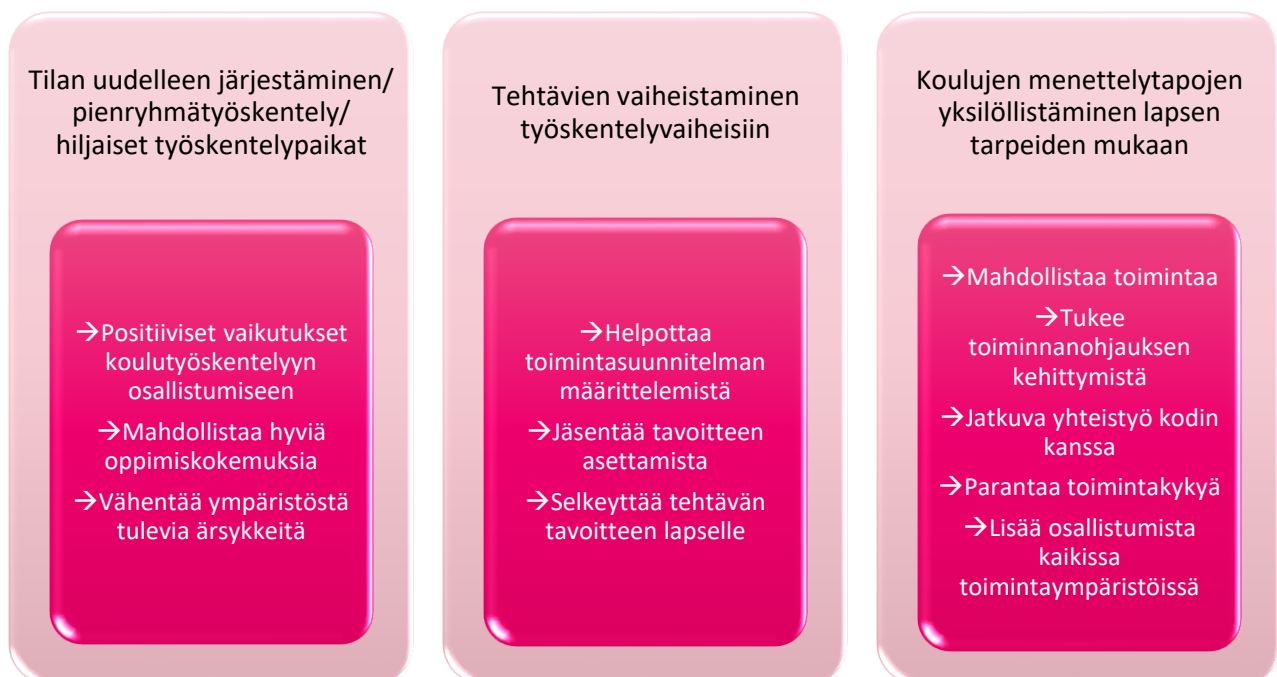 Tilan uudelleen järjestäminen/
pienryhmätyöskentely/
hiljaiset työskentelypaikat
→Positiiviset vaikutukset
koulutyöskentelyyn
osallistumiseen
→Mahdollistaa hyviä
oppimiskokemuksia
→Vähentää ympäristöstä
tulevia ärsykkeitä
Tehtävien vaiheistaminen
työskentelyvaiheisiin
→Helpottaa
toimintasuunnitelman
määrittelemistä
→Jäsentää tavoitteen
asettamista
→Selkeyttää tehtävän
tavoitteen lapselle
Koulujen menettelytapojen
yksilöllistäminen lapsen
tarpeiden mukaan
→Mahdollistaa toimintaa
→Tukee
toiminnanohjauksen
kehittymistä
→Jatkuva yhteistyö kodin
kanssa
→Parantaa toimintakykyä
→Lisää osallistumista
kaikissa
toimintaympäristöissä